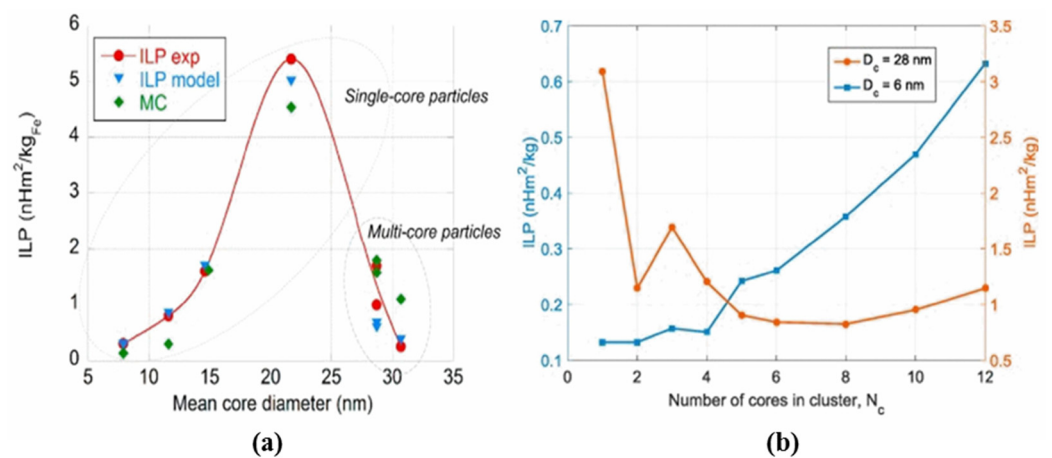 6
5
4
3
2
1
0
ILP (nHm²/kg_Fe)
ILP exp
ILP model
MC
Single-core particles
Multi-core particles
5 10 15 20 25 30 35
Mean core diameter (nm)
(a)
0.7
0.6
0.5
0.4
0.3
0.2
0.1
ILP (nHm²/kg)
D_c = 28 nm
D_c = 6 nm
3.5
3
2.5
2
1.5
1
0.5
ILP (nHm²/kg)
0 2 4 6 8 10 12
Number of cores in cluster, N_c
(b)